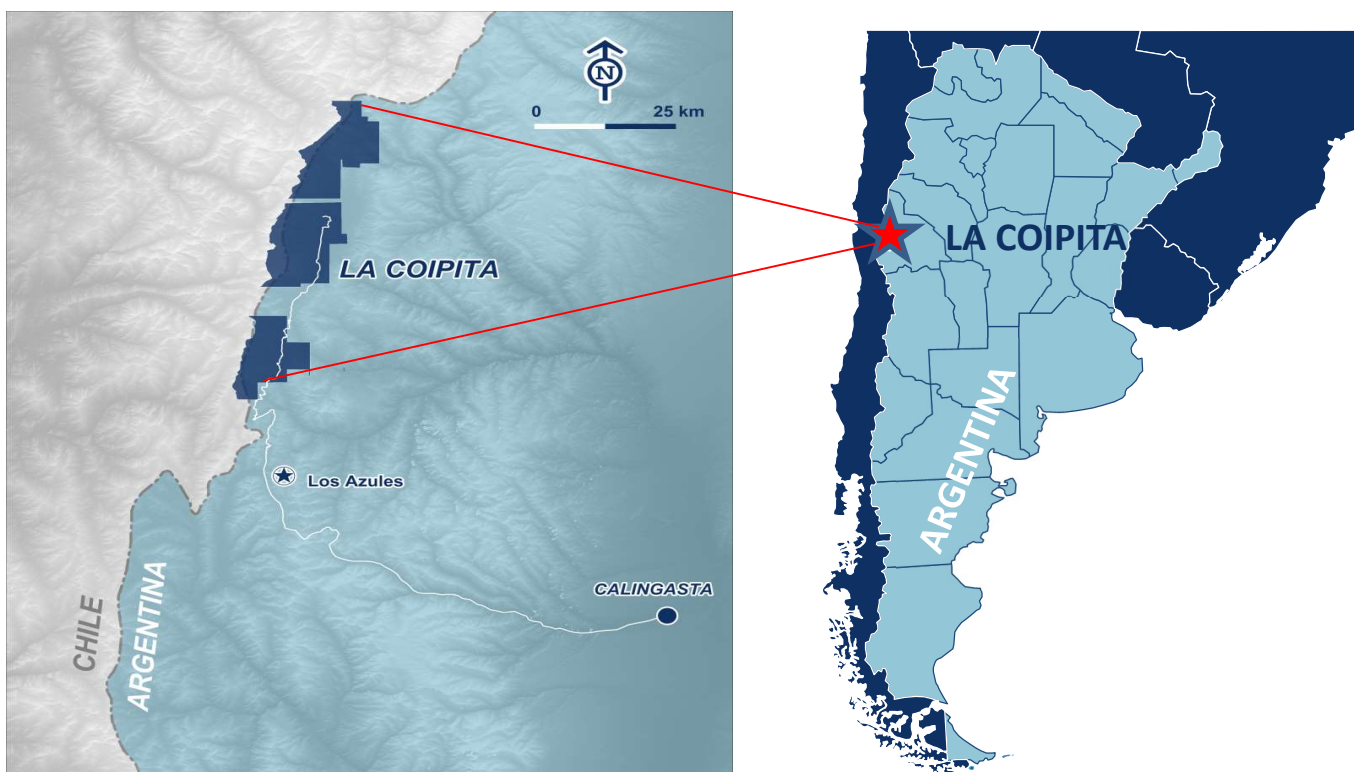 N
0 25 km
LA COIPITA
LA COIPITA
Los Azules
ARGENTINA
CALINGASTA
CHILE
ARGENTINA